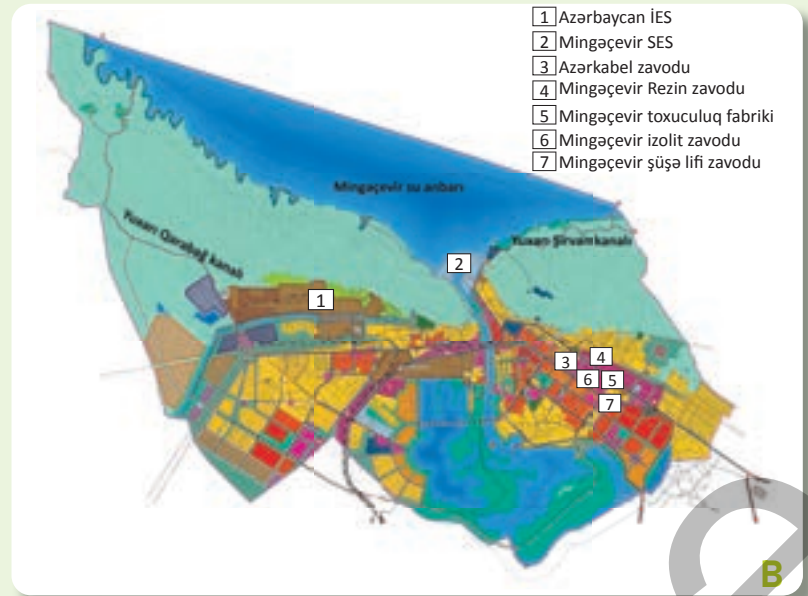 1 Azərbaycan İES
2 Mingəçevir SES
3 Azərkabel zavodu
4 Mingəçevir Rezin zavodu
5 Mingəçevir toxuculuq fabriki
6 Mingəçevir izolit zavodu
7 Mingəçevir şüşə lifi zavodu
Mingəçevir su anbarı
Yuxarı Qarabağ kanalı
Yuxarı Şirvan kanalı
2
1
3
4
6
5
7
B